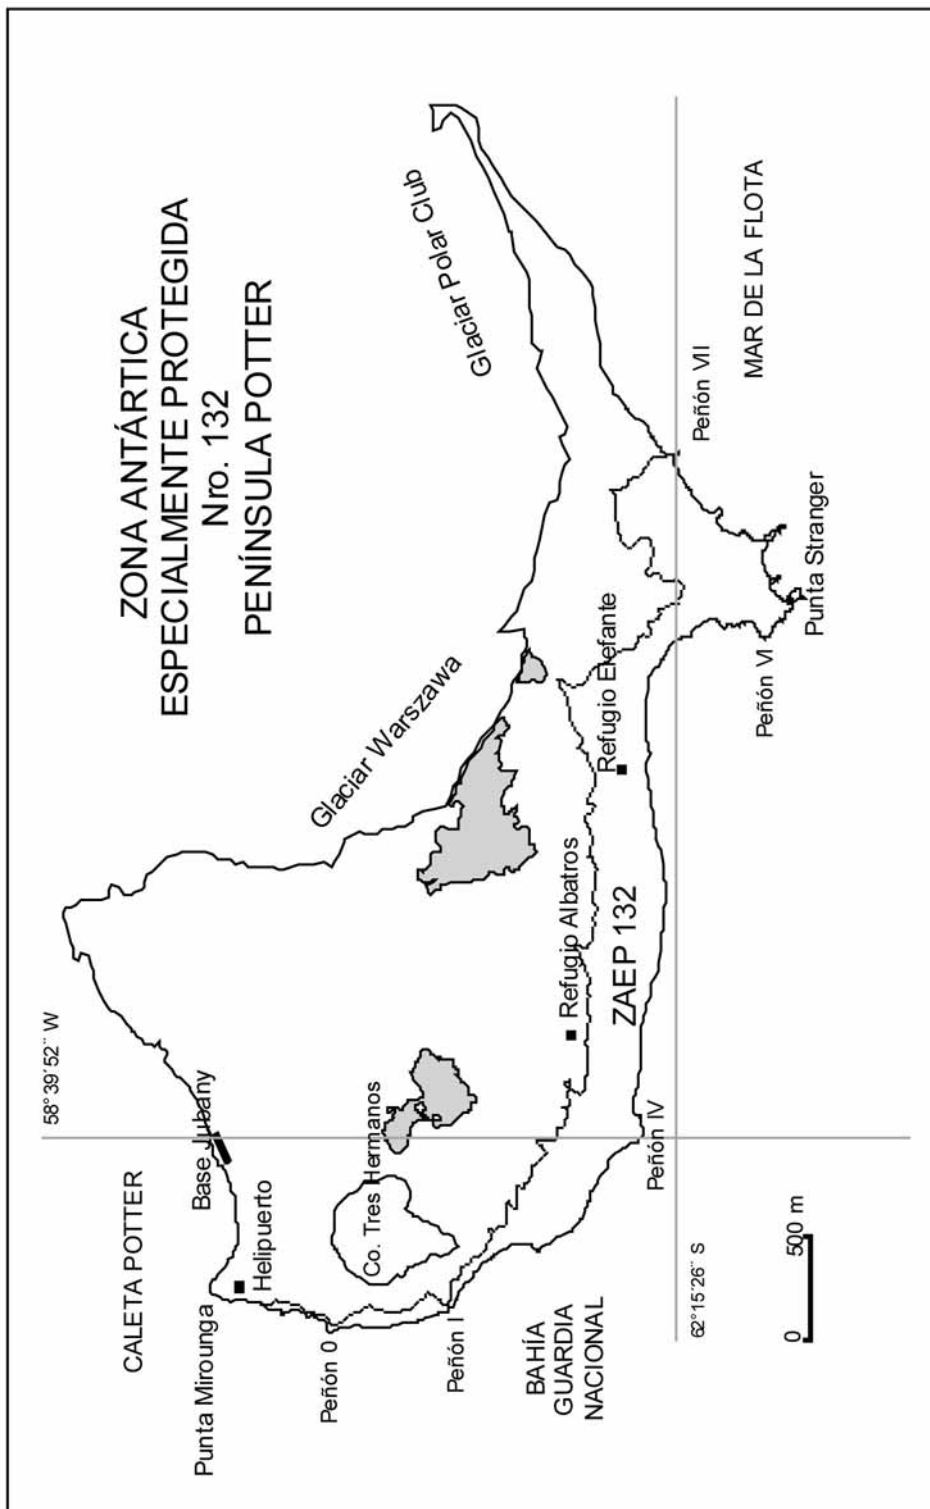 ZONA ANTÁRTICA
ESPECIALMENTE PROTEGIDA
Nro. 132
PENÍNSULA POTTER
58° 39´52¨ W
CALETA POTTER
Base Jubany
Punta Mirounga
Helipuerto
Glaciar Warszawa
Glaciar Polar Club
Peñón 0
Co. Tres Hermanos
Peñón I
BAHÍA
GUARDIA
NACIONAL
Refugio Albatros
Refugio Elefante
ZAEP 132
Peñón IV
Peñón VII
62°15´26¨ S
MAR DE LA FLOTA
Peñón VI
Punta Stranger
0
500 m